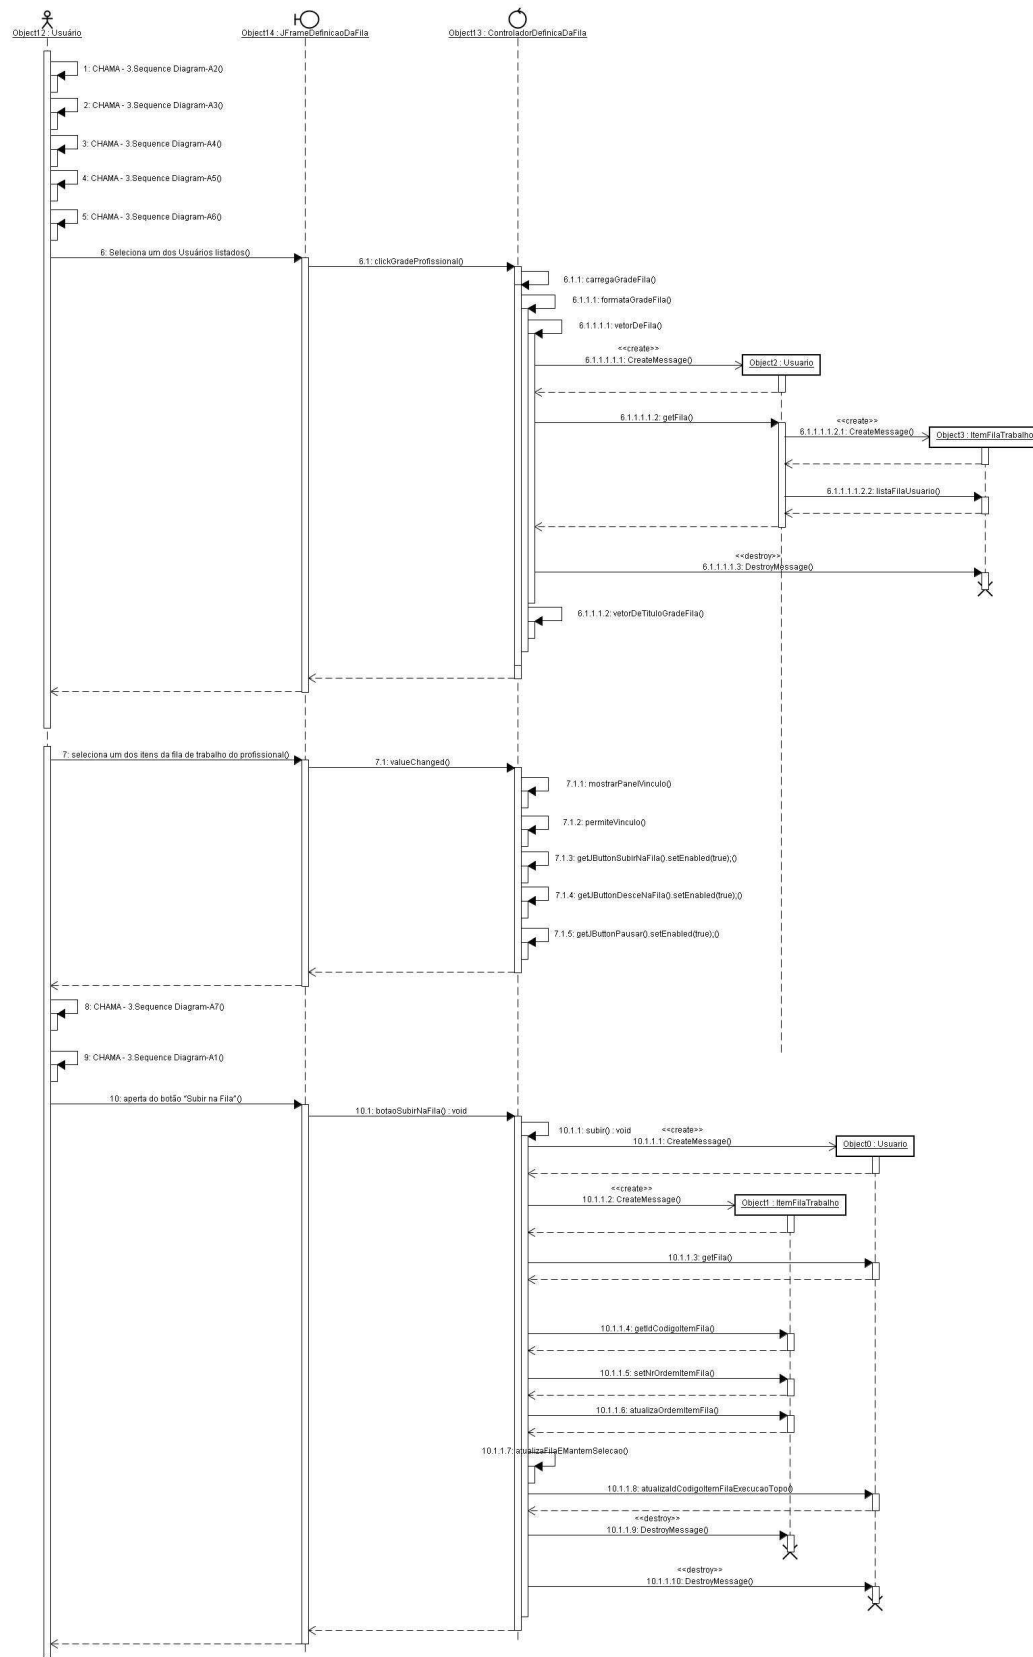 Object12 : Usuário
Object14 : JFrameDefinicaoDaFila
Object13 : ControladorDefinicaDaFila
1: CHAMA - 3.Sequence Diagram-A2()
2: CHAMA - 3.Sequence Diagram-A3()
3: CHAMA - 3.Sequence Diagram-A4()
4: CHAMA - 3.Sequence Diagram-A5()
5: CHAMA - 3.Sequence Diagram-A6()
6: Seleciona um dos Usuários listados()
6.1: clickGradeProfissional()
6.1.1: carregaGradeFila()
6.1.1.1: formataGradeFila()
6.1.1.1.1: vetorDeFila()
<<create>>
6.1.1.1.1.1: CreateMessage()
Object2 : Usuario
6.1.1.1.1.2: getFila()
<<create>>
6.1.1.1.1.2.1: CreateMessage()
Object3 : ItemFilaTrabalho
6.1.1.1.1.2.2: listaFilaUsuario()
<<destroy>>
6.1.1.1.1.3: DestroyMessage()
6.1.1.1.2: vetorDeTituloGradeFila()
7: seleciona um dos itens da fila de trabalho do profissional()
7.1: valueChanged()
7.1.1: mostrarPanelVinculo()
7.1.2: permiteVinculo()
7.1.3: getJButtonSubirNaFila().setEnabled(true);()
7.1.4: getJButtonDesceNaFila().setEnabled(true);()
7.1.5: getJButtonPausar().setEnabled(true);()
8: CHAMA - 3.Sequence Diagram-A7()
9: CHAMA - 3.Sequence Diagram-A1()
10: aperta do botão "Subir na Fila"()
10.1: botaoSubirNaFila() : void
10.1.1: subir() : void
<<create>>
10.1.1.1: CreateMessage()
Object0 : Usuario
<<create>>
10.1.1.2: CreateMessage()
Object1 : ItemFilaTrabalho
10.1.1.3: getFila()
10.1.1.4: getIdCodigoItemFila()
10.1.1.5: setNrOrdemItemFila()
10.1.1.6: atualizaOrdemItemFila()
10.1.1.7: atualizaFilaEMantemSelecao()
10.1.1.8: atualizaIdCodigoItemFilaExecucaoTopo()
<<destroy>>
10.1.1.9: DestroyMessage()
<<destroy>>
10.1.1.10: DestroyMessage()